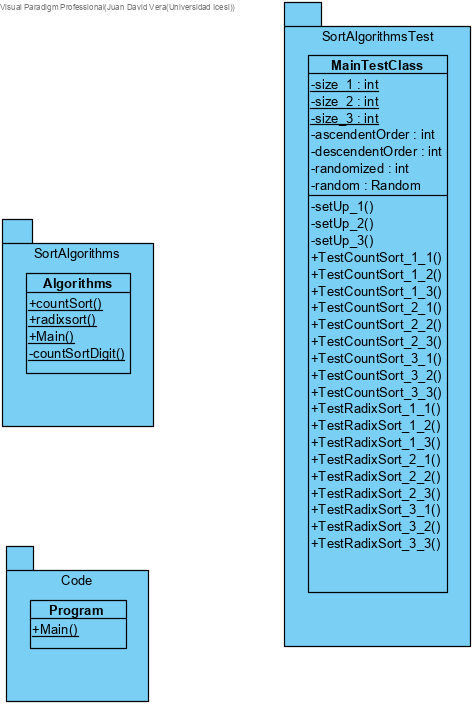 Visual Paradigm Professional(Juan David Vera(Universidad Icesi))
SortAlgorithmsTest
MainTestClass
-size_1 : int
-size_2 : int
-size_3 : int
-ascendentOrder : int
-descendentOrder : int
-randomized : int
-random : Random
-setUp_1()
-setUp_2()
-setUp_3()
+TestCountSort_1_1()
+TestCountSort_1_2()
+TestCountSort_1_3()
+TestCountSort_2_1()
+TestCountSort_2_2()
+TestCountSort_2_3()
+TestCountSort_3_1()
+TestCountSort_3_2()
+TestCountSort_3_3()
+TestRadixSort_1_1()
+TestRadixSort_1_2()
+TestRadixSort_1_3()
+TestRadixSort_2_1()
+TestRadixSort_2_2()
+TestRadixSort_2_3()
+TestRadixSort_3_1()
+TestRadixSort_3_2()
+TestRadixSort_3_3()
SortAlgorithms
Algorithms
+countSort()
+radixsort()
+Main()
-countSortDigit()
Code
Program
+Main()